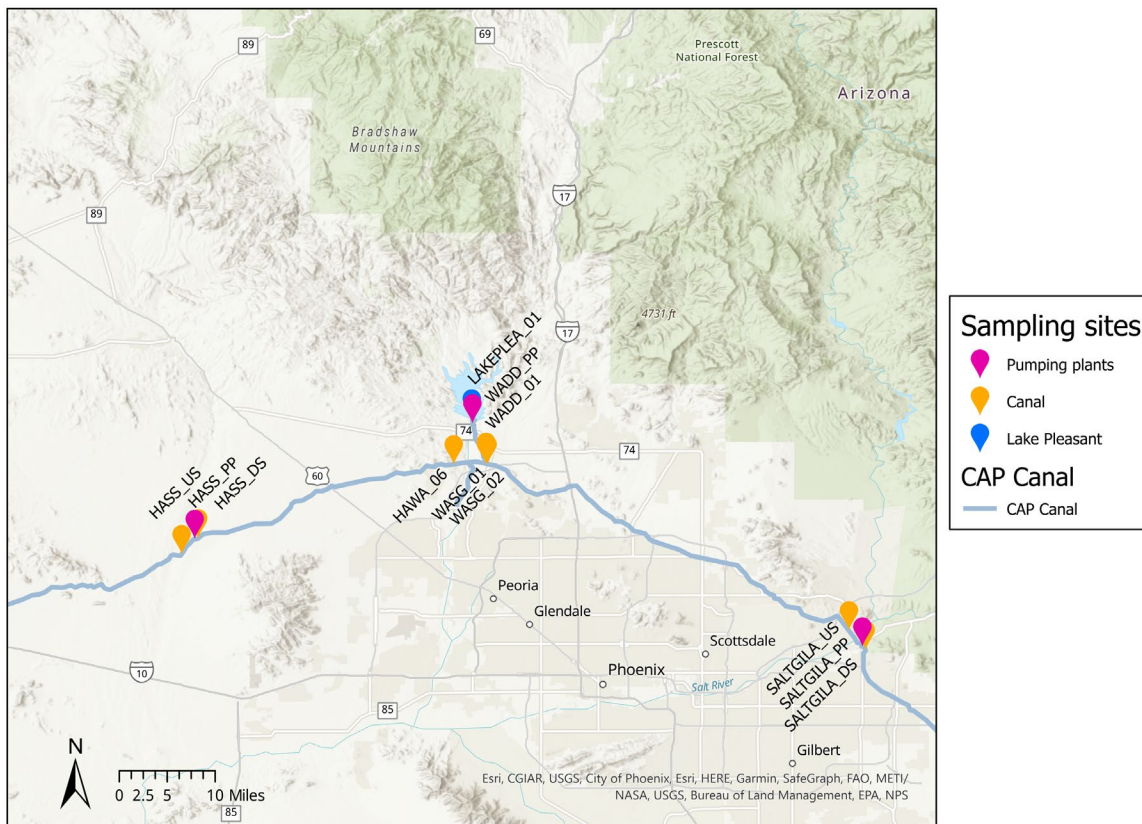 89
69
Prescott
National Forest
Arizona
Bradshaw
Mountains
17
89
4731 ft
17
LAKEPLEA_01
WADD_PP
WADD_01
74
74
60
HASS_US
HASS_PP
HASS_DS
HAWA_06
WASG_01
WASG_02
Peoria
Glendale
Scottsdale
Phoenix
Salt River
SALTGILA_US
SALTGILA_PP
SALTGILA_DS
10
85
Gilbert
N
0 2.5 5 10 Miles
85
Esri, CGIAR, USGS, City of Phoenix, Esri, HERE, Garmin, SafeGraph, FAO, METI/
NASA, USGS, Bureau of Land Management, EPA, NPS
Sampling sites
Pumping plants
Canal
Lake Pleasant
CAP Canal
CAP Canal